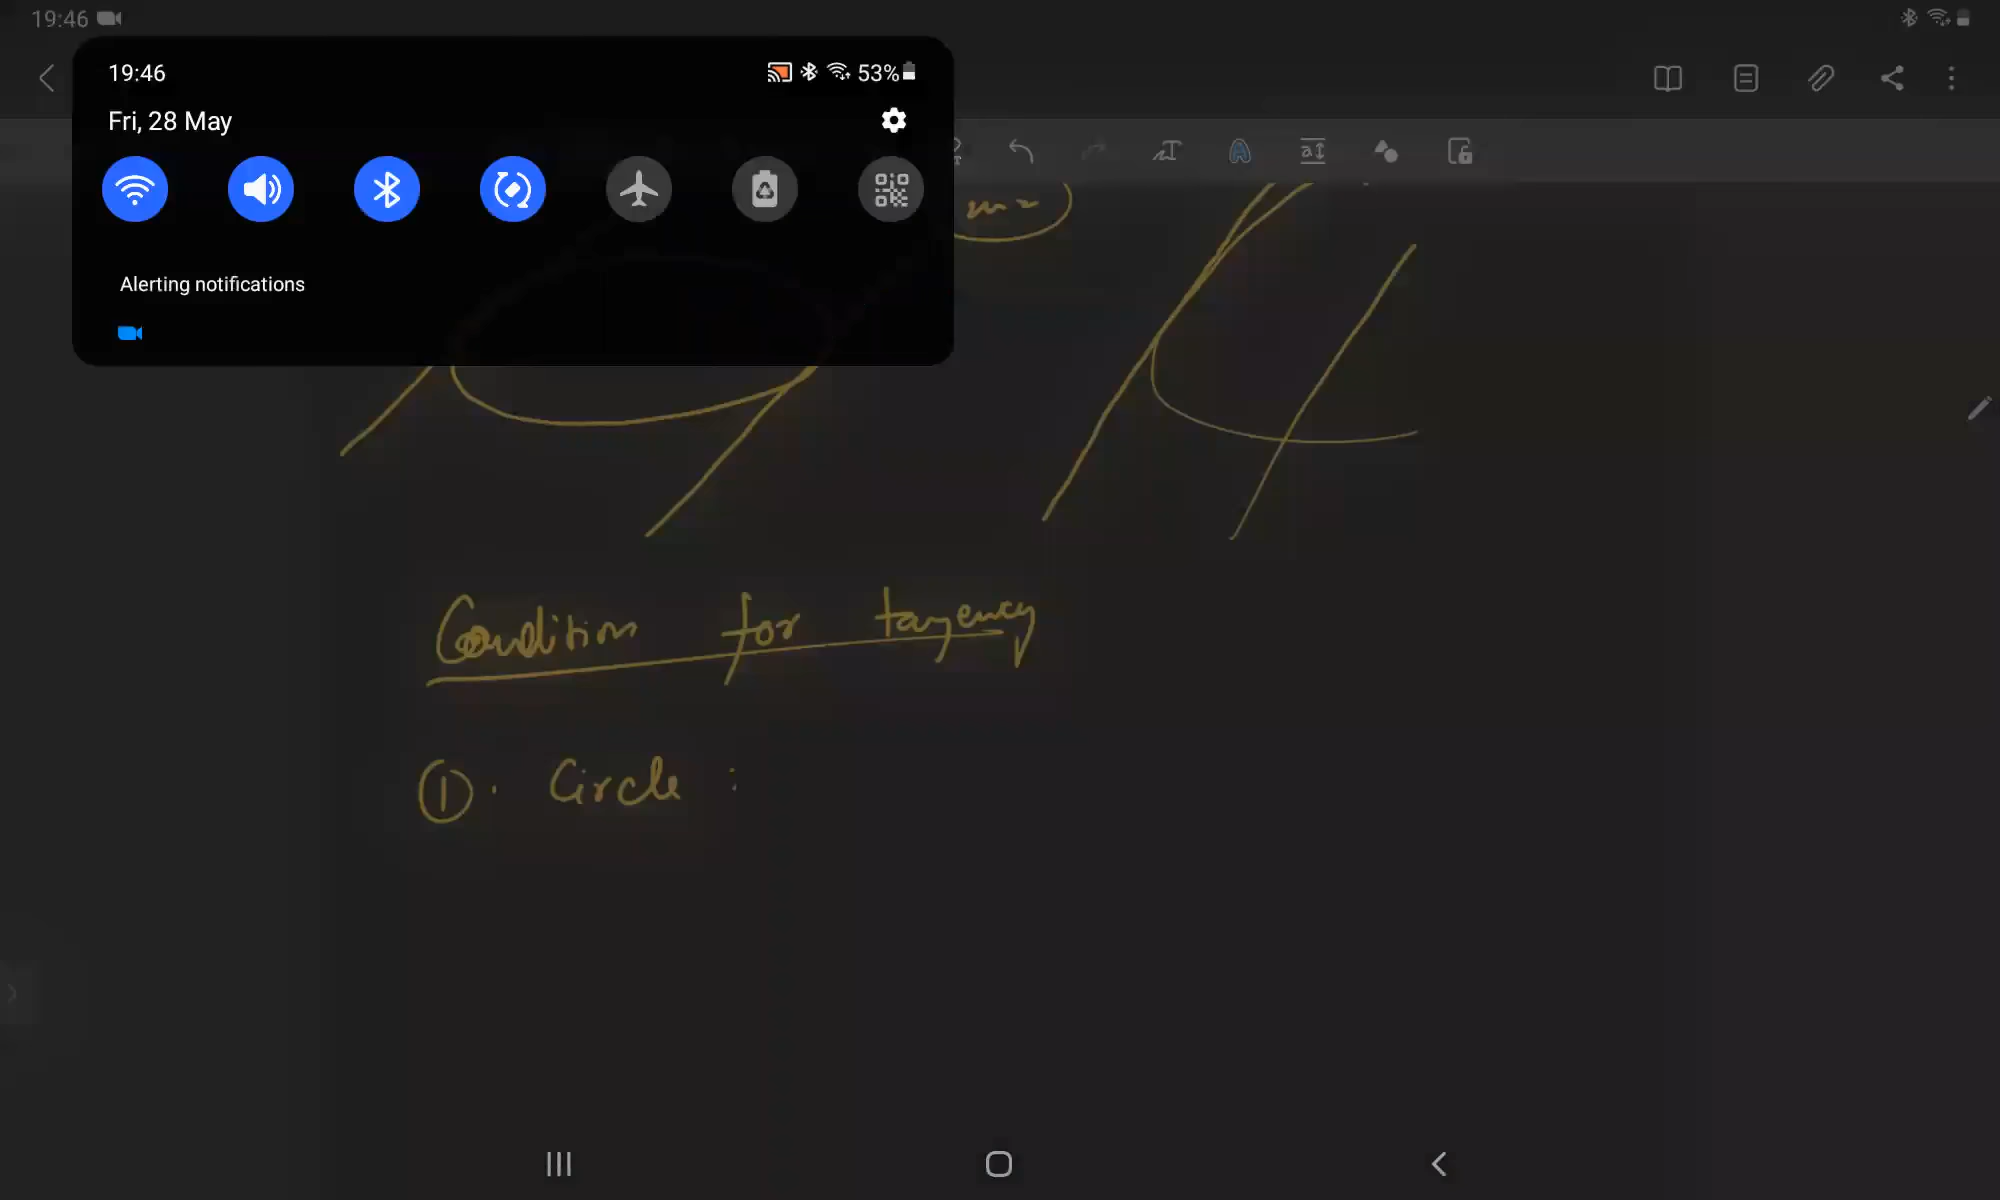 19:46
19:46 53%
Fri, 28 May
Alerting notifications
m =
Condition for tangency
① . Circle :